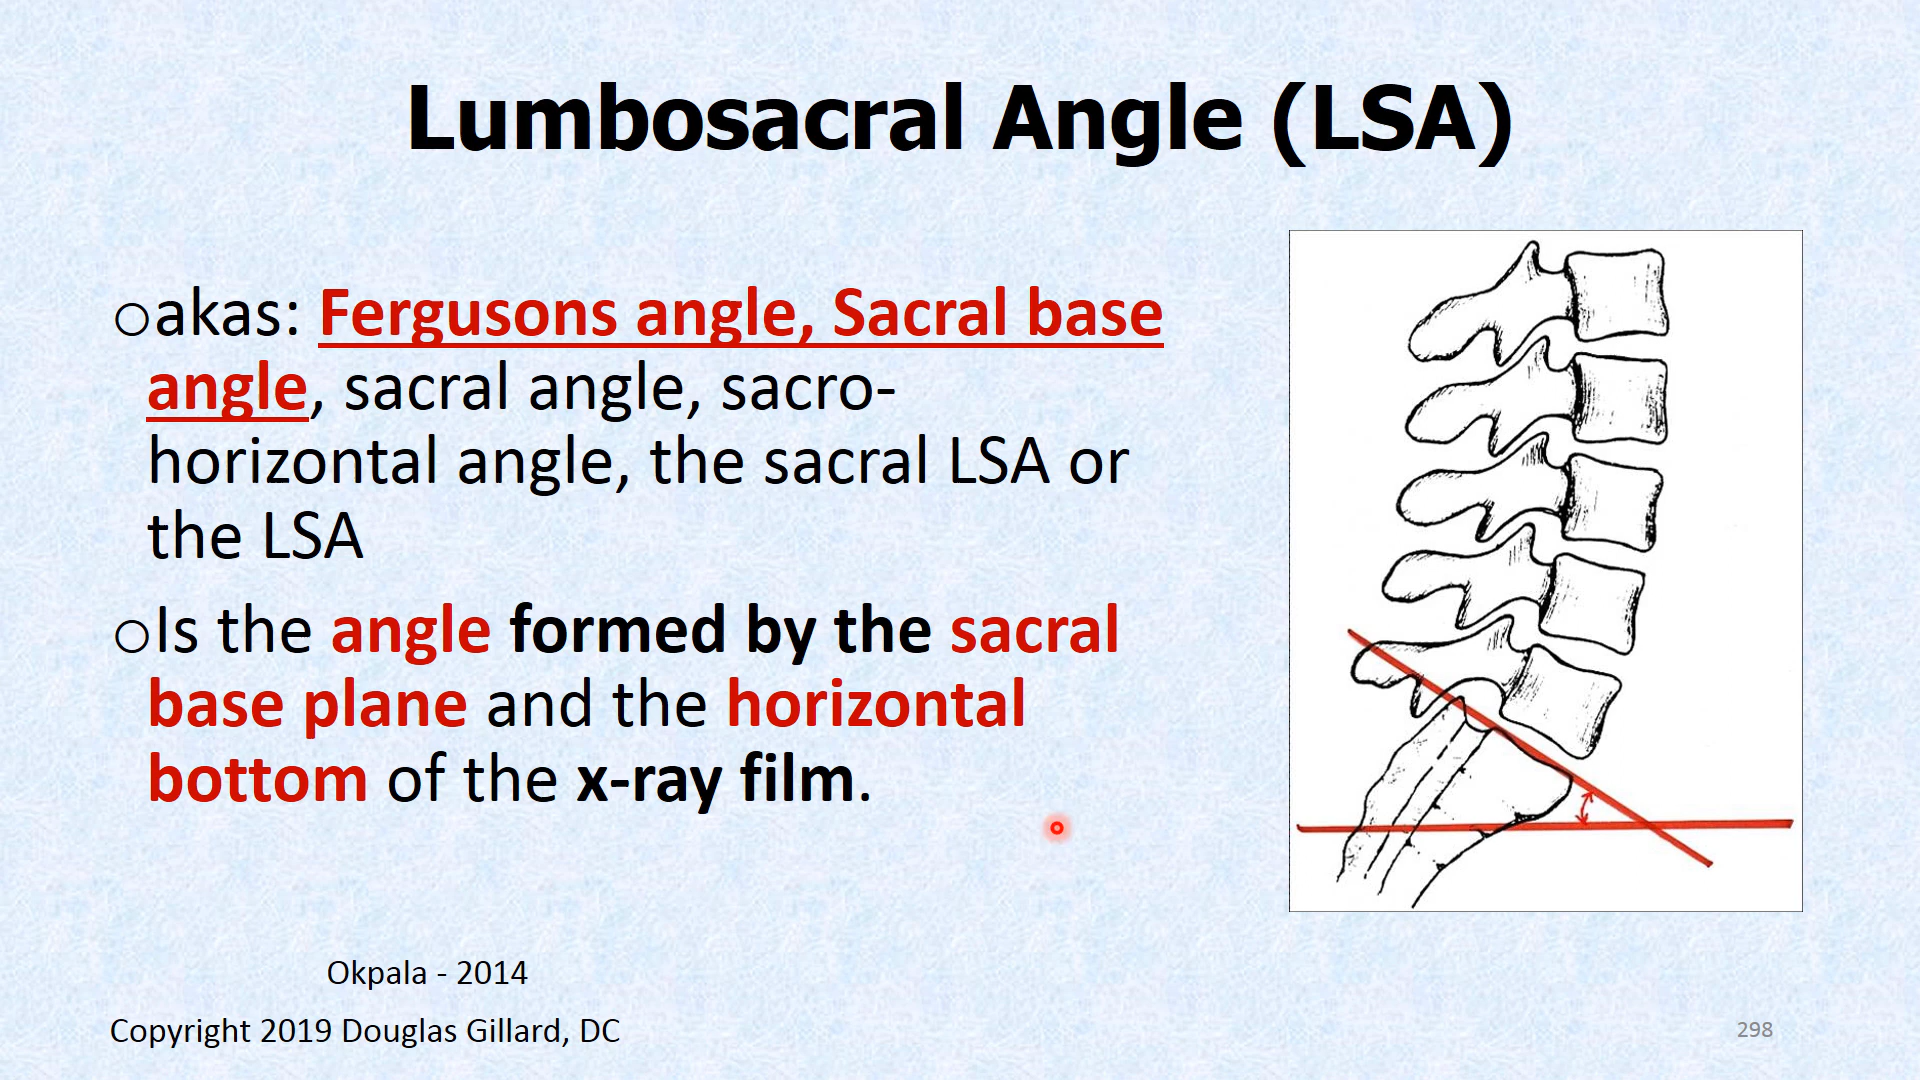 Lumbosacral Angle (LSA)
oakas: Fergusons angle, Sacral base
angle, sacral angle, sacro-
horizontal angle, the sacral LSA or
the LSA
oIs the angle formed by the sacral
base plane and the horizontal
bottom of the x-ray film.
Okpala - 2014
Copyright 2019 Douglas Gillard, DC
298